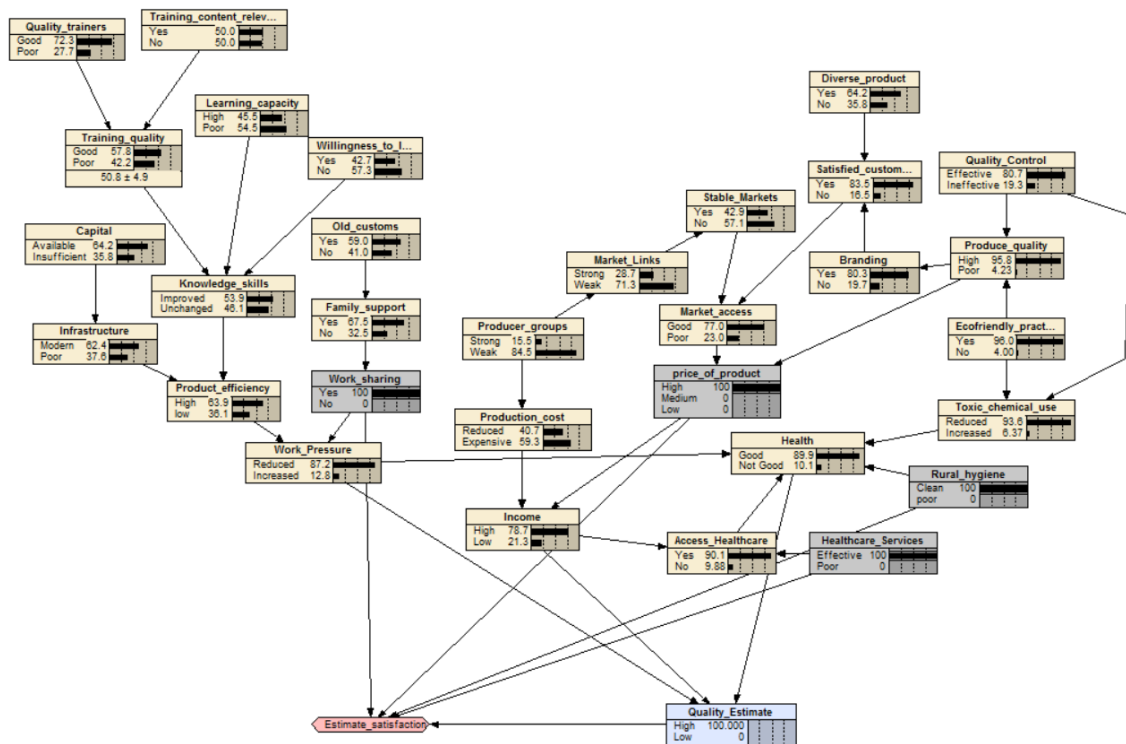 Quality_trainers
Good 72.3
Poor 27.7
Training_content_relev...
Yes 50.0
No 50.0
Learning_capacity
High 45.5
Poor 54.5
Training_quality
Good 57.8
Poor 42.2
50.8 ± 4.9
Willingness_to_l...
Yes 42.7
No 57.3
Diverse_product
Yes 64.2
No 35.8
Satisfied_custom...
Yes 83.5
No 16.5
Quality_Control
Effective 80.7
Ineffective 19.3
Stable_Markets
Yes 42.9
No 57.1
Capital
Available 64.2
Insufficient 35.8
Old_customs
Yes 59.0
No 41.0
Market_Links
Strong 28.7
Weak 71.3
Branding
Yes 80.3
No 19.7
Produce_quality
High 95.8
Poor 4.23
Knowledge_skills
Improved 53.9
Unchanged 46.1
Family_support
Yes 67.5
No 32.5
Market_access
Good 77.0
Poor 23.0
Infrastructure
Modern 62.4
Poor 37.6
Producer_groups
Strong 15.5
Weak 84.5
Ecofriendly_pract...
Yes 96.0
No 4.00
Product_efficiency
High 63.9
low 36.1
Work_sharing
Yes 100
No 0
price_of_product
High 100
Medium 0
Low 0
Production_cost
Reduced 40.7
Expensive 59.3
Toxic_chemical_use
Reduced 93.6
Increased 6.37
Work_Pressure
Reduced 87.2
Increased 12.8
Health
Good 89.9
Not Good 10.1
Rural_hygiene
Clean 100
poor 0
Income
High 78.7
Low 21.3
Access_Healthcare
Yes 90.1
No 9.88
Healthcare_Services
Effective 100
Poor 0
Estimate_satisfaction
Quality_Estimate
High 100.000
Low 0